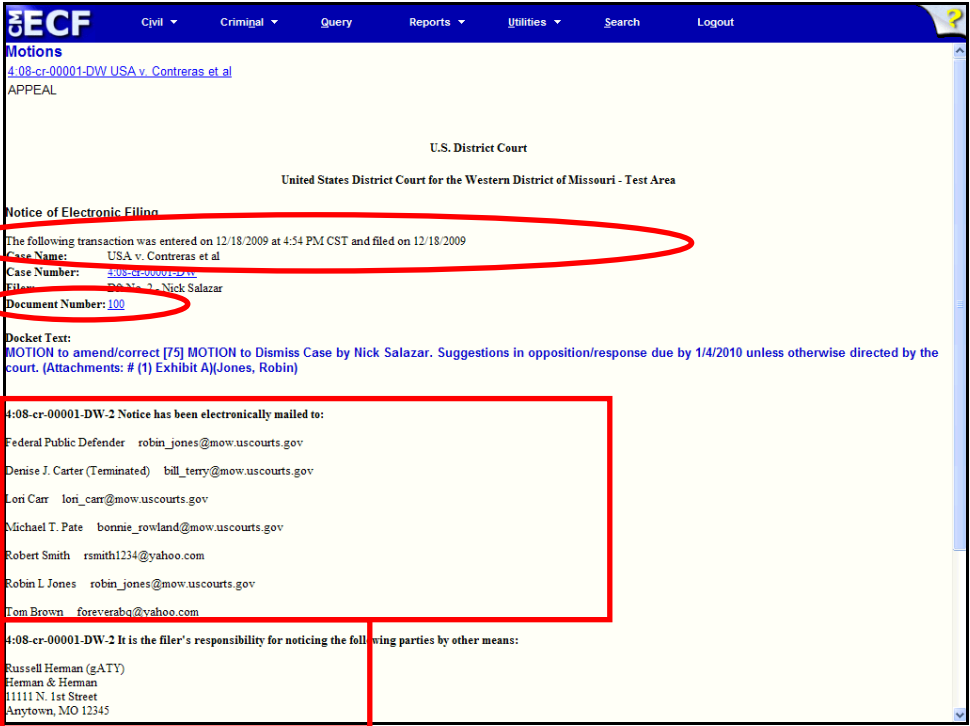 CM ECF Civil Criminal Query Reports Utilities Search Logout ?
Motions
4:08-cr-00001-DW USA v. Contreras et al
APPEAL
U.S. District Court
United States District Court for the Western District of Missouri - Test Area
Notice of Electronic Filing
The following transaction was entered on 12/18/2009 at 4:54 PM CST and filed on 12/18/2009
Case Name: USA v. Contreras et al
Case Number: 4:08-cr-00001-DW
Filer: Dft No. 2 - Nick Salazar
Document Number: 100
Docket Text:
MOTION to amend/correct [75] MOTION to Dismiss Case by Nick Salazar. Suggestions in opposition/response due by 1/4/2010 unless otherwise directed by the
court. (Attachments: # (1) Exhibit A)(Jones, Robin)
4:08-cr-00001-DW-2 Notice has been electronically mailed to:
Federal Public Defender robin_jones@mow.uscourts.gov
Denise J. Carter (Terminated) bill_terry@mow.uscourts.gov
Lori Carr lori_carr@mow.uscourts.gov
Michael T. Pate bonnie_rowland@mow.uscourts.gov
Robert Smith rsmith1234@yahoo.com
Robin L Jones robin_jones@mow.uscourts.gov
Tom Brown foreverabq@yahoo.com
4:08-cr-00001-DW-2 It is the filer's responsibility for noticing the following parties by other means:
Russell Herman (gATY)
Herman & Herman
11111 N. 1st Street
Anytown, MO 12345